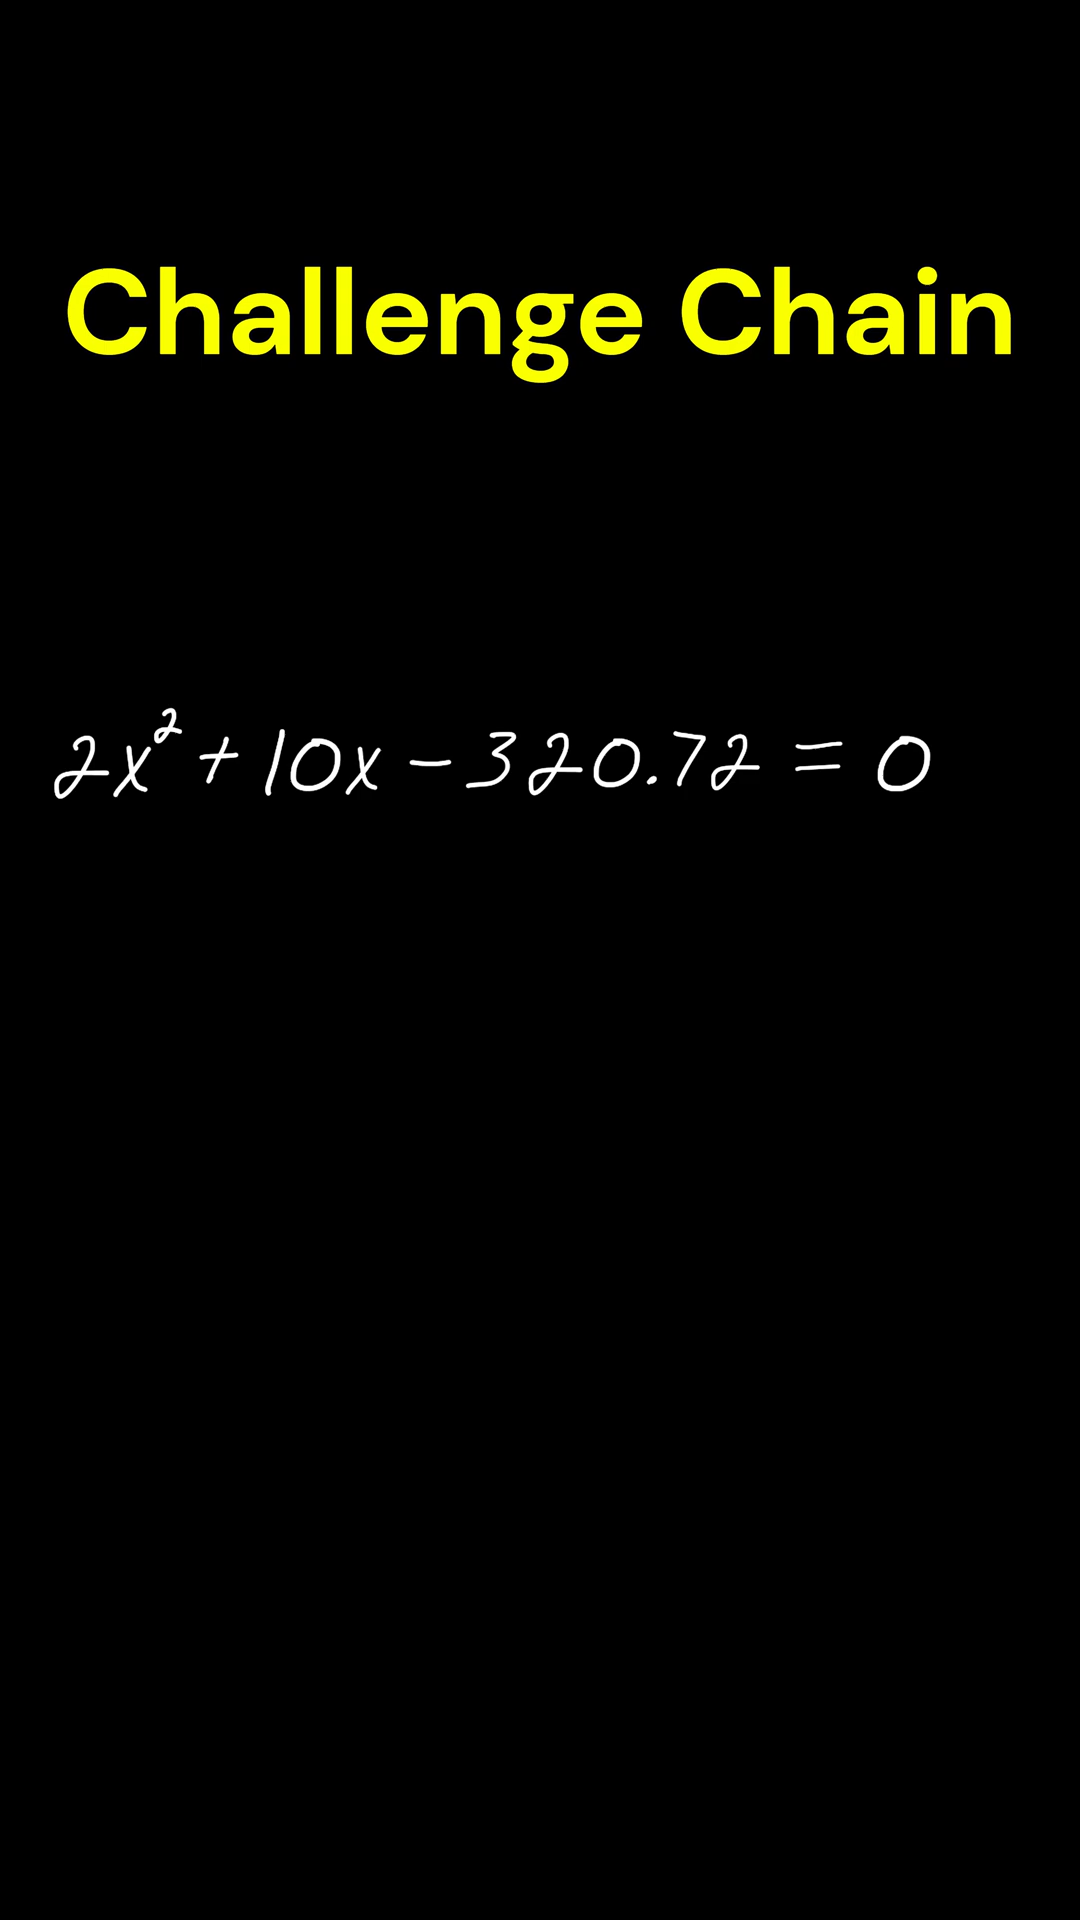 Challenge Chain
2x² + 10x - 320.72 = 0